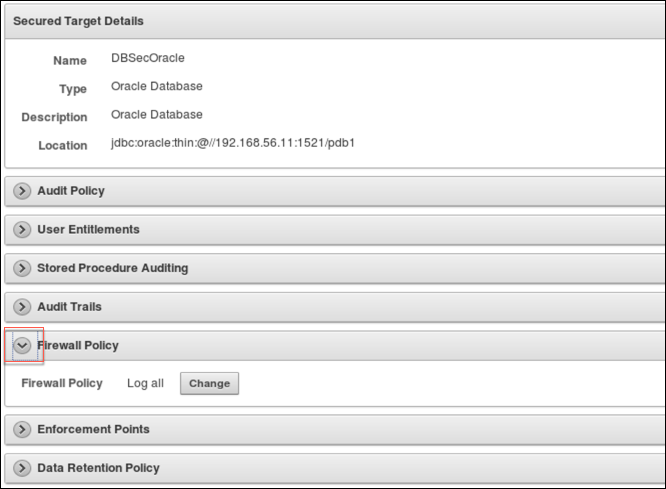 Secured Target Details
Name DBSecOracle
Type Oracle Database
Description Oracle Database
Location jdbc:oracle:thin:@//192.168.56.11:1521/pdb1
Audit Policy
User Entitlements
Stored Procedure Auditing
Audit Trails
Firewall Policy
Firewall Policy Log all Change
Enforcement Points
Data Retention Policy